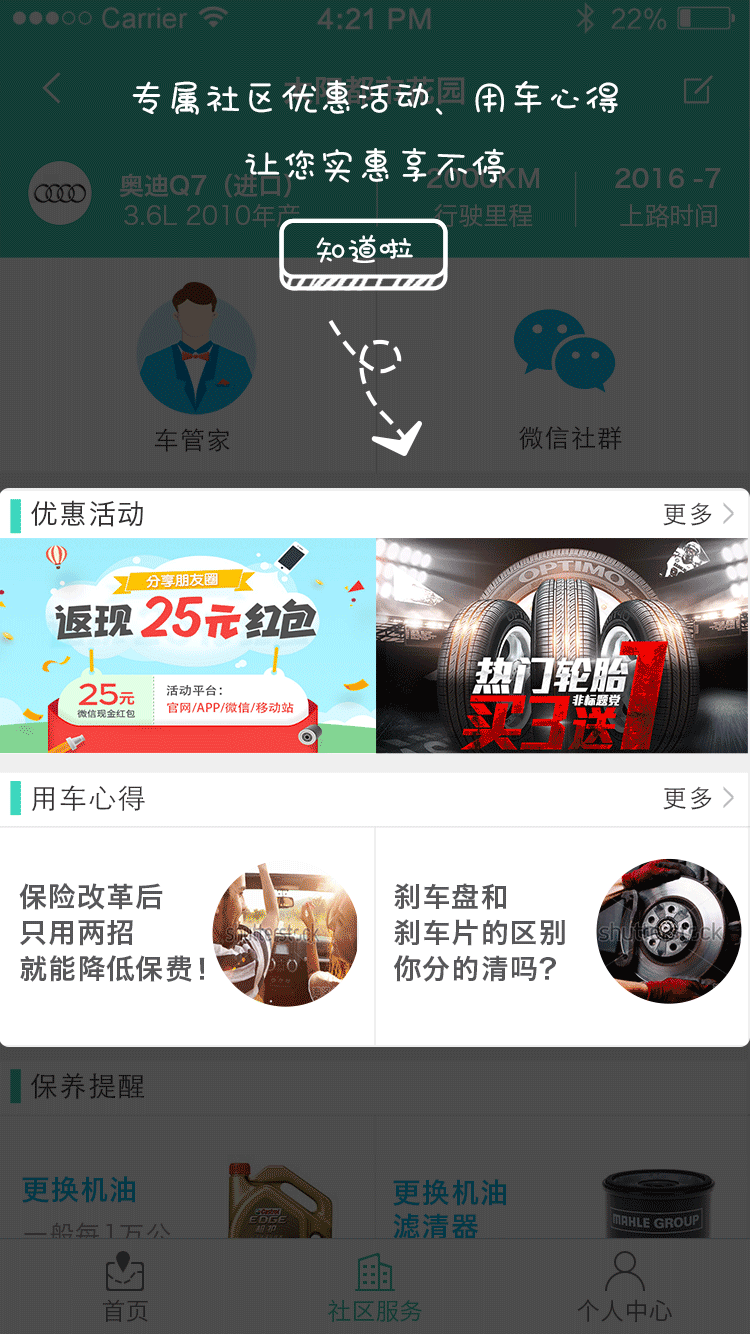 Carrier 4:21 PM 22%
专属社区优惠活动、用车心得
让您实惠享不停
奥迪Q7（进口） 2000KM 2016 -7
3.6L 2010年产 行驶里程 上路时间
知道啦
车管家 微信社群
优惠活动 更多
分享朋友圈
返现25元红包
25元
微信现金红包
活动平台：
官网/APP/微信/移动站
OPTIMO
热门轮胎
非标题党
买3送1
用车心得 更多
保险改革后
只用两招
就能降低保费！
shutterstock
刹车盘和
刹车片的区别
你分的清吗？
shutterstock
保养提醒
更换机油
一般每1万公
Castrol
EDGE
更换机油
滤清器
MAHLE GROUP
首页 社区服务 个人中心